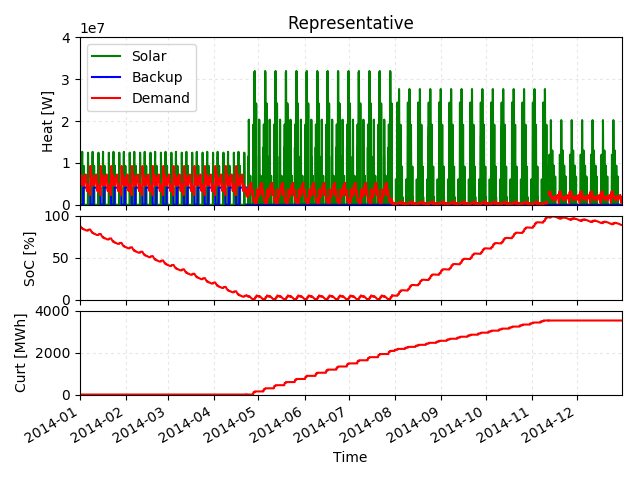 Representative
1e7
Heat [W]
4
3
2
1
0
Solar
Backup
Demand
SoC [%]
100
50
0
Curt [MWh]
4000
2000
0
2014-01
2014-02
2014-03
2014-04
2014-05
2014-06
2014-07
2014-08
2014-09
2014-10
2014-11
2014-12
Time